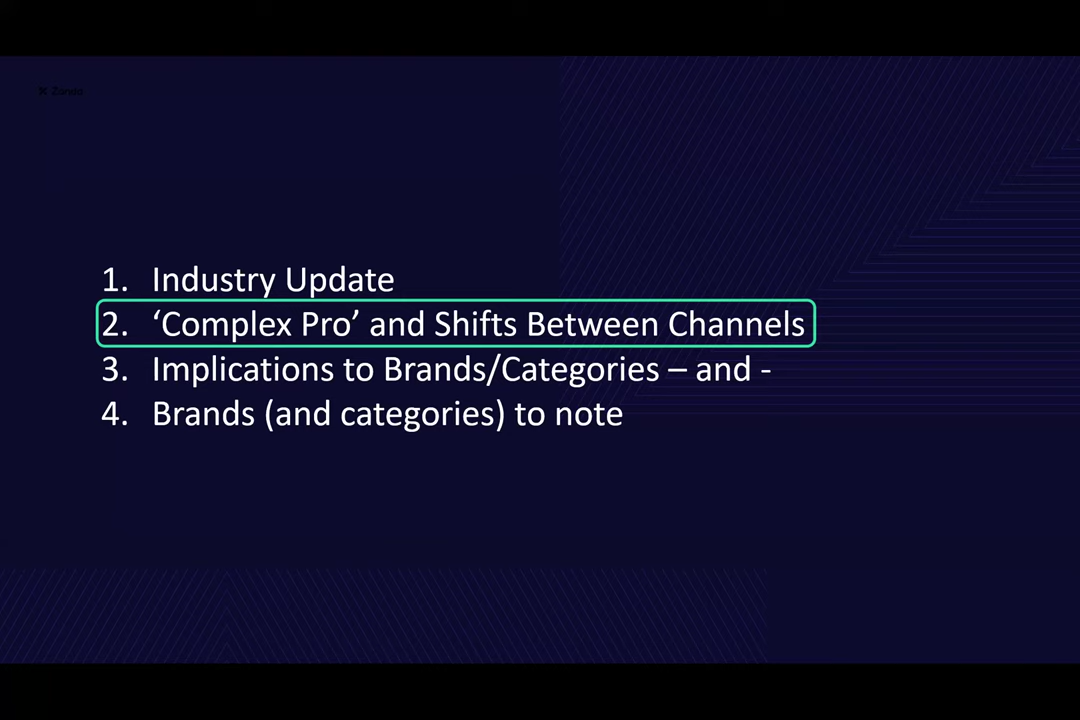 Zanda
1. Industry Update
2. ‘Complex Pro’ and Shifts Between Channels
3. Implications to Brands/Categories – and -
4. Brands (and categories) to note